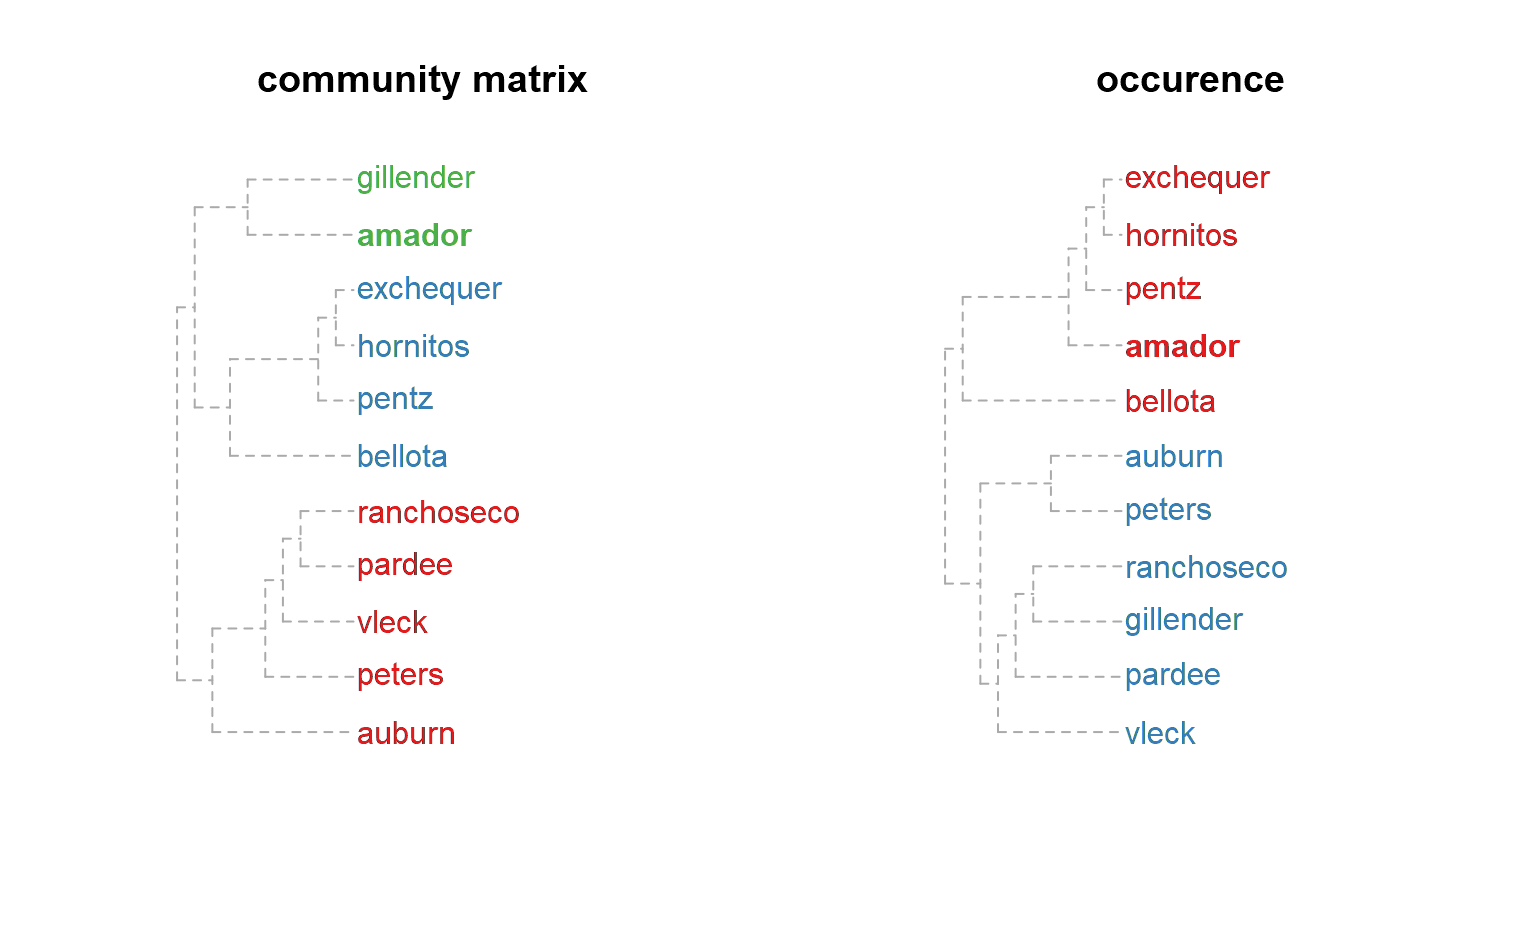 community matrix
gillender
amador
exchequer
hornitos
pentz
bellota
ranchoseco
pardee
vleck
peters
auburn
occurence
exchequer
hornitos
pentz
amador
bellota
auburn
peters
ranchoseco
gillender
pardee
vleck